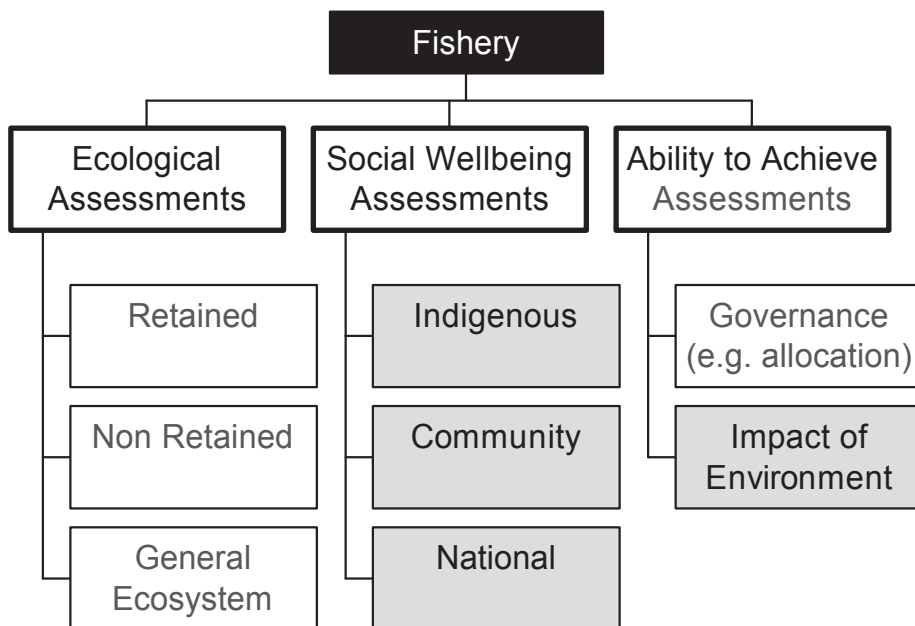 Fishery
Ecological
Assessments
Social Wellbeing
Assessments
Ability to Achieve
Assessments
Retained
Non Retained
General
Ecosystem
Indigenous
Community
National
Governance
(e.g. allocation)
Impact of
Environment